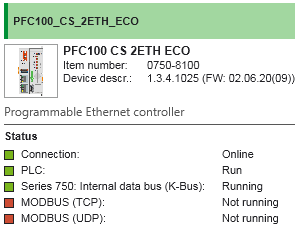 PFC100_CS_2ETH_ECO
PFC100 CS 2ETH ECO
Item number: 0750-8100
Device descr.: 1.3.4.1025 (FW: 02.06.20(09))
Programmable Ethernet controller
Status
Connection: Online
PLC: Run
Series 750: Internal data bus (K-Bus): Running
MODBUS (TCP): Not running
MODBUS (UDP): Not running